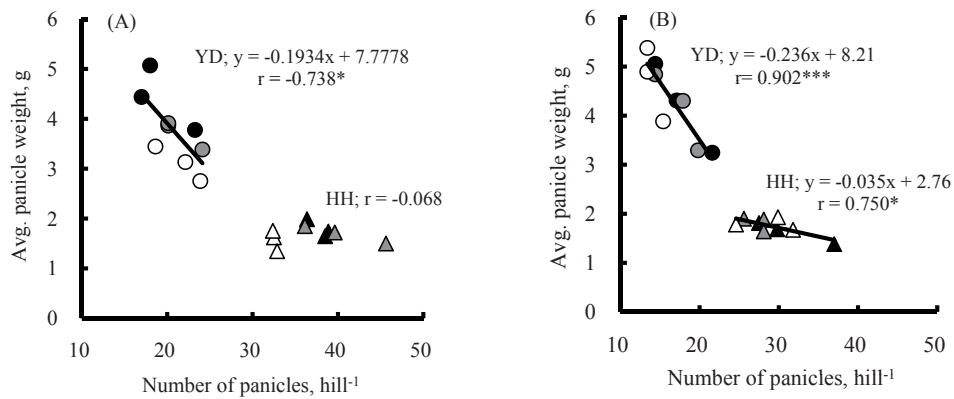 (A)
YD; y = -0.1934x + 7.7778
r = -0.738*
HH; r = -0.068
Avg. panicle weight, g
6
5
4
3
2
1
0
10 20 30 40 50
Number of panicles, hill-1
(B)
YD; y = -0.236x + 8.21
r= 0.902***
HH; y = -0.035x + 2.76
r = 0.750*
Avg. panicle weight, g
6
5
4
3
2
1
0
10 20 30 40 50
Number of panicles, hill-1